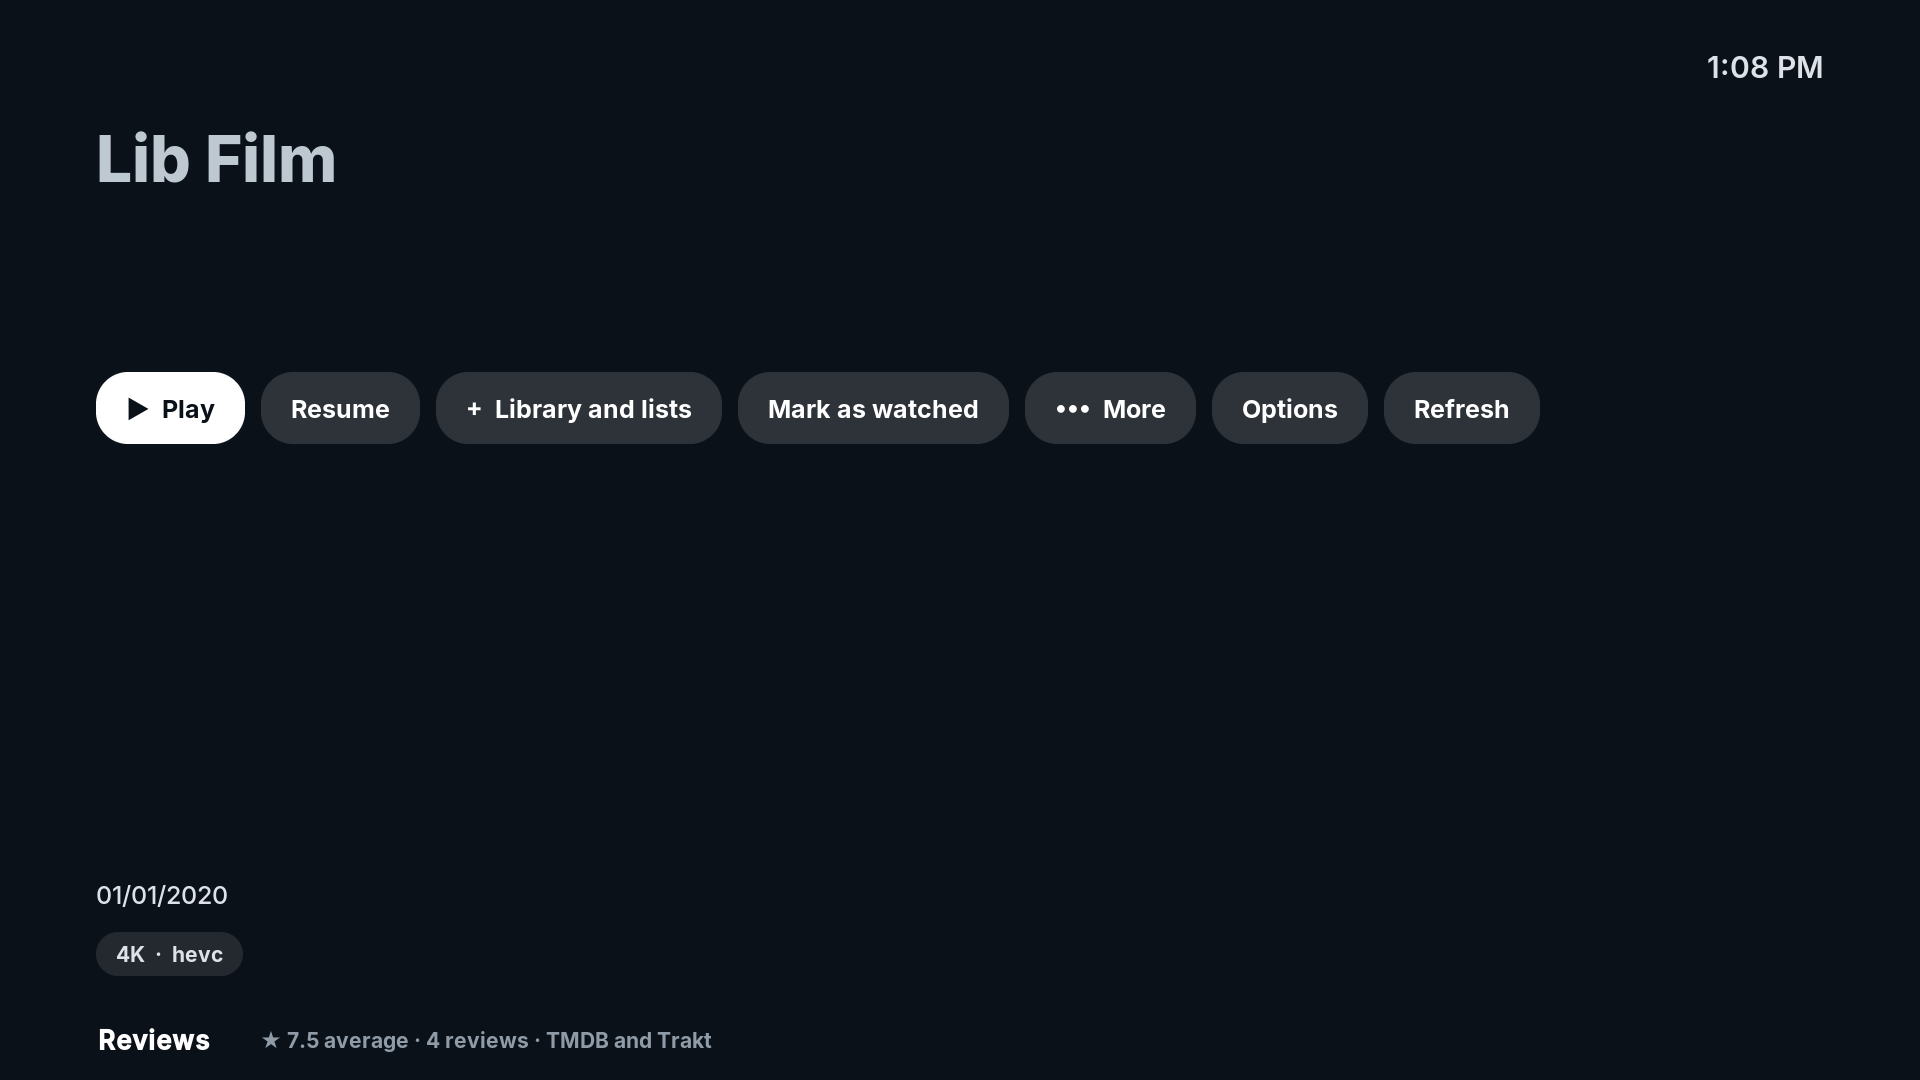 1:08 PM
Lib Film
▶ Play Resume + Library and lists Mark as watched ••• More Options Refresh
01/01/2020
4K · hevc
Reviews ★ 7.5 average · 4 reviews · TMDB and Trakt